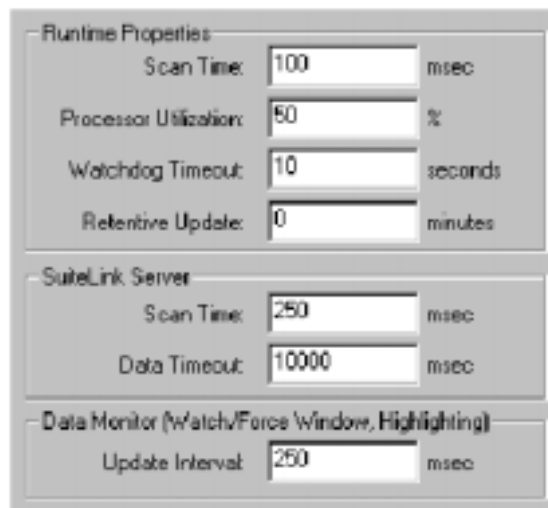 Runtime Properties
Scan Time: 100 msec
Processor Utilization: 50 %
Watchdog Timeout: 10 seconds
Retentive Update: 0 minutes
SuiteLink Server
Scan Time: 250 msec
Data Timeout: 10000 msec
Data Monitor (Watch/Force Window, Highlighting)
Update Interval: 250 msec